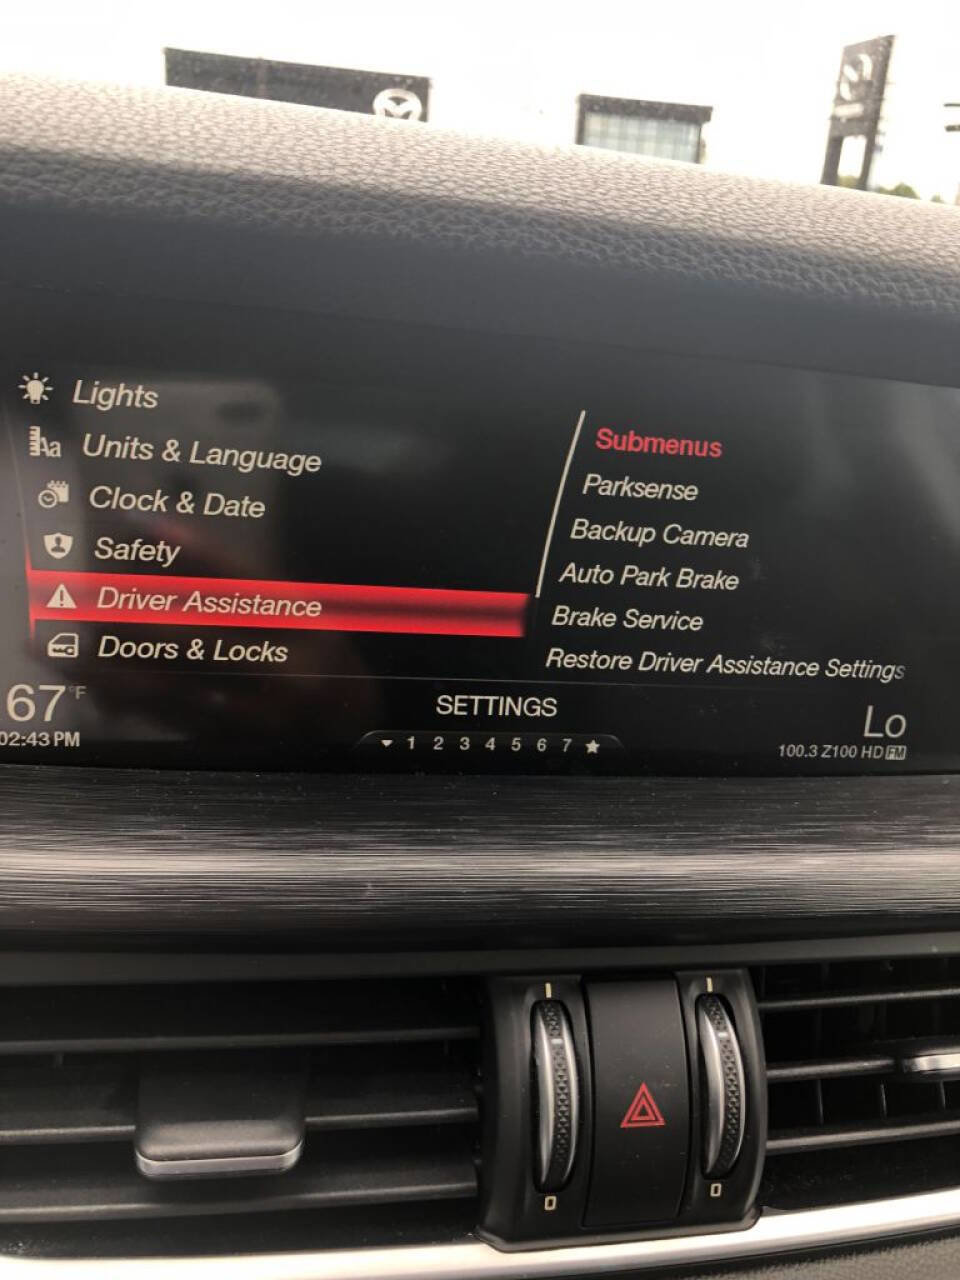 Lights
Units & Language
Clock & Date
Safety
Driver Assistance
Doors & Locks
Submenus
Parksense
Backup Camera
Auto Park Brake
Brake Service
Restore Driver Assistance Settings
67°F
02:43 PM
SETTINGS
1 2 3 4 5 6 7
Lo
100.3 Z100 HD FM
0
0